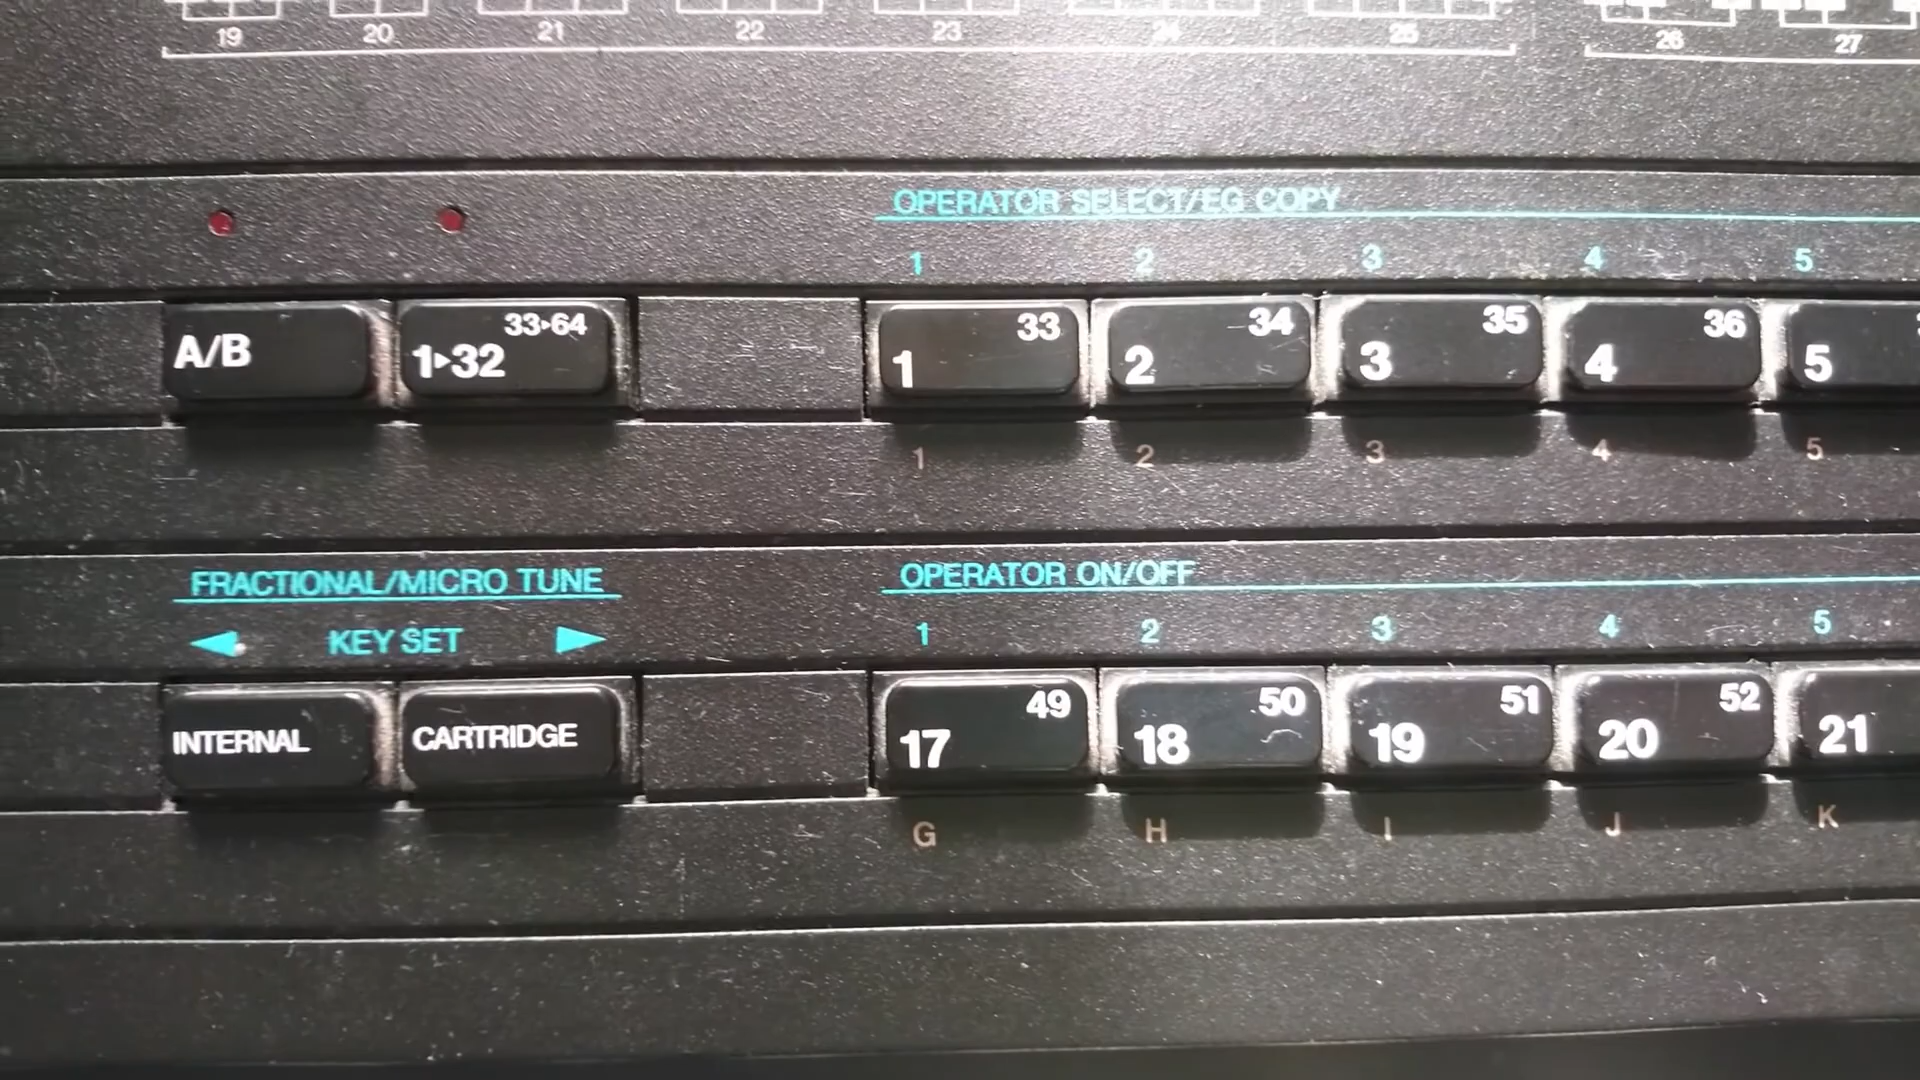 19 20 21 22 23 24 25 26 27
OPERATOR SELECT/EG COPY
1 2 3 4 5
A/B
33▸64
1▸32
33
1
34
2
35
3
36
4
5
1 2 3 4 5
FRACTIONAL/MICRO TUNE
OPERATOR ON/OFF
◀ KEY SET ▶
1 2 3 4 5
INTERNAL
CARTRIDGE
49
17
50
18
51
19
52
20
21
G H I J K